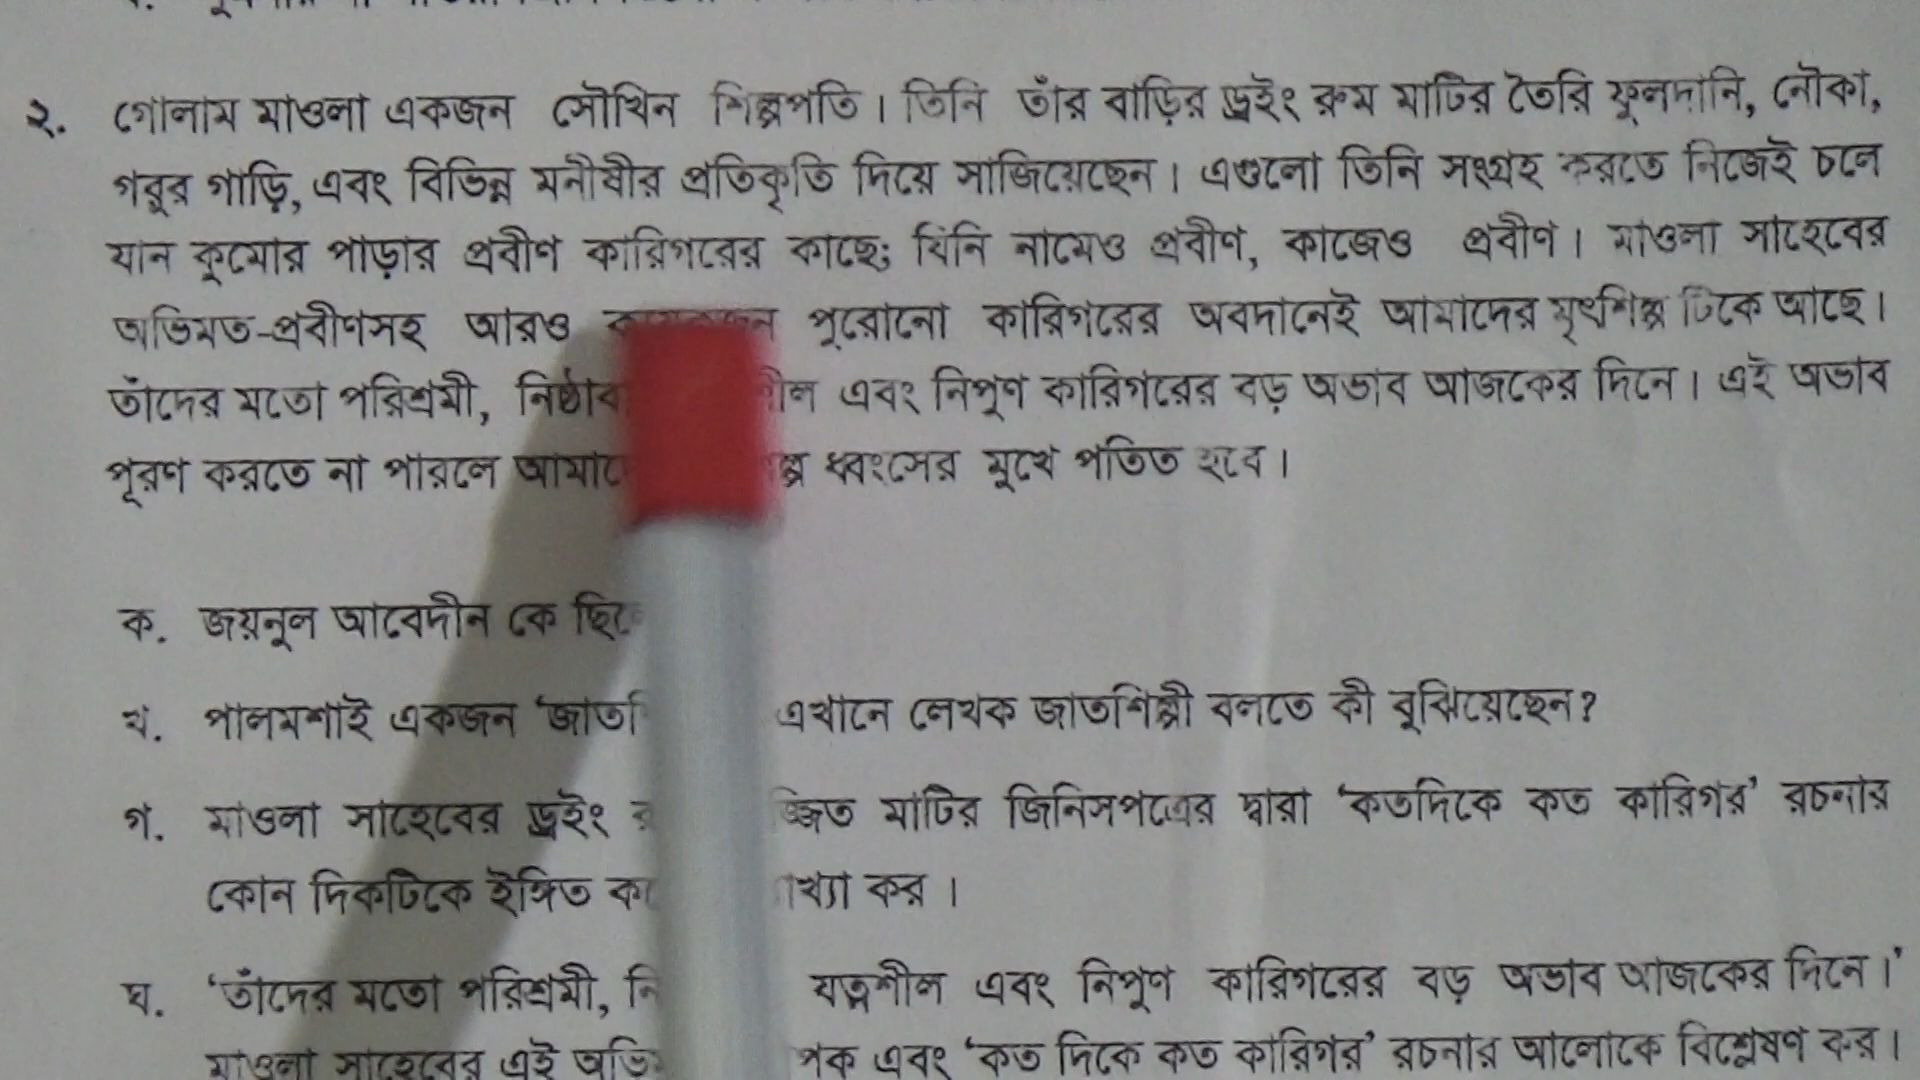 ২. গোলাম মাওলা একজন সৌখিন শিল্পপতি। তিনি তাঁর বাড়ির ড্রইং রুম মাটির তৈরি ফুলদানি, নৌকা,
গরুর গাড়ি, এবং বিভিন্ন মনীষীর প্রতিকৃতি দিয়ে সাজিয়েছেন। এগুলো তিনি সংগ্রহ করতে নিজেই চলে
যান কুমোর পাড়ার প্রবীণ কারিগরের কাছে; যিনি নামেও প্রবীণ, কাজেও প্রবীণ। মাওলা সাহেবের
অভিমত-প্রবীণসহ আরও পুরোনো কারিগরের অবদানেই আমাদের মৃৎশিল্প টিকে আছে।
তাঁদের মতো পরিশ্রমী, এবং নিপুণ কারিগরের বড় অভাব আজকের দিনে। এই অভাব
পূরণ করতে না পারলে ধ্বংসের মুখে পতিত হবে।
ক. জয়নুল আবেদীন কে
খ. পালমশাই একজন এখানে লেখক জাতশিল্পী বলতে কী বুঝিয়েছেন?
গ. মাওলা সাহেবের ড্রইং মাটির জিনিসপত্রের দ্বারা ‘কতদিকে কত কারিগর’ রচনার
কোন দিকটিকে ইঙ্গিত কর।
ঘ. ‘তাঁদের মতো পরিশ্রমী, যত্নশীল এবং নিপুণ কারিগরের বড় অভাব আজকের দিনে।’
মাওলা সাহেবের এই এবং ‘কত দিকে কত কারিগর’ রচনার আলোকে বিশ্লেষণ কর।